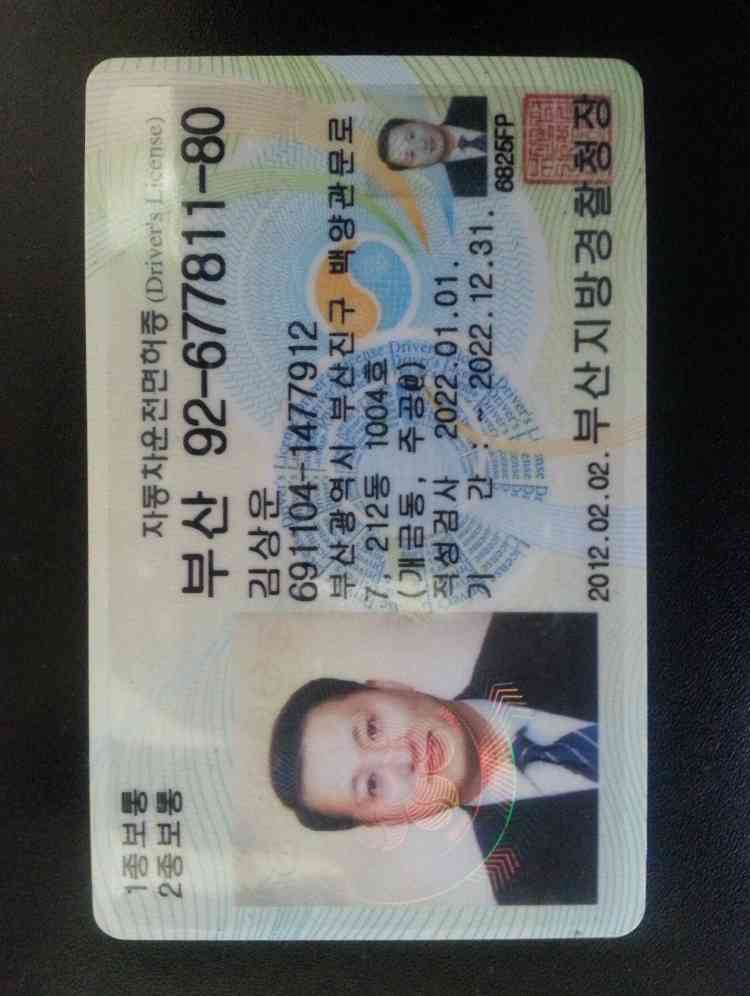 1종보통
2종보통
자동차운전면허증 (Driver's License)
부산 92-677811-80
김상운
691104-1477912
부산광역시 부산진구 백양관문로
7, 212동 1004호
(개금동, 주공@)
적성검사 2022.01.01.
기 간 : ~ 2022.12.31.
6825FP
2012.02.02. 부산지방경찰청장